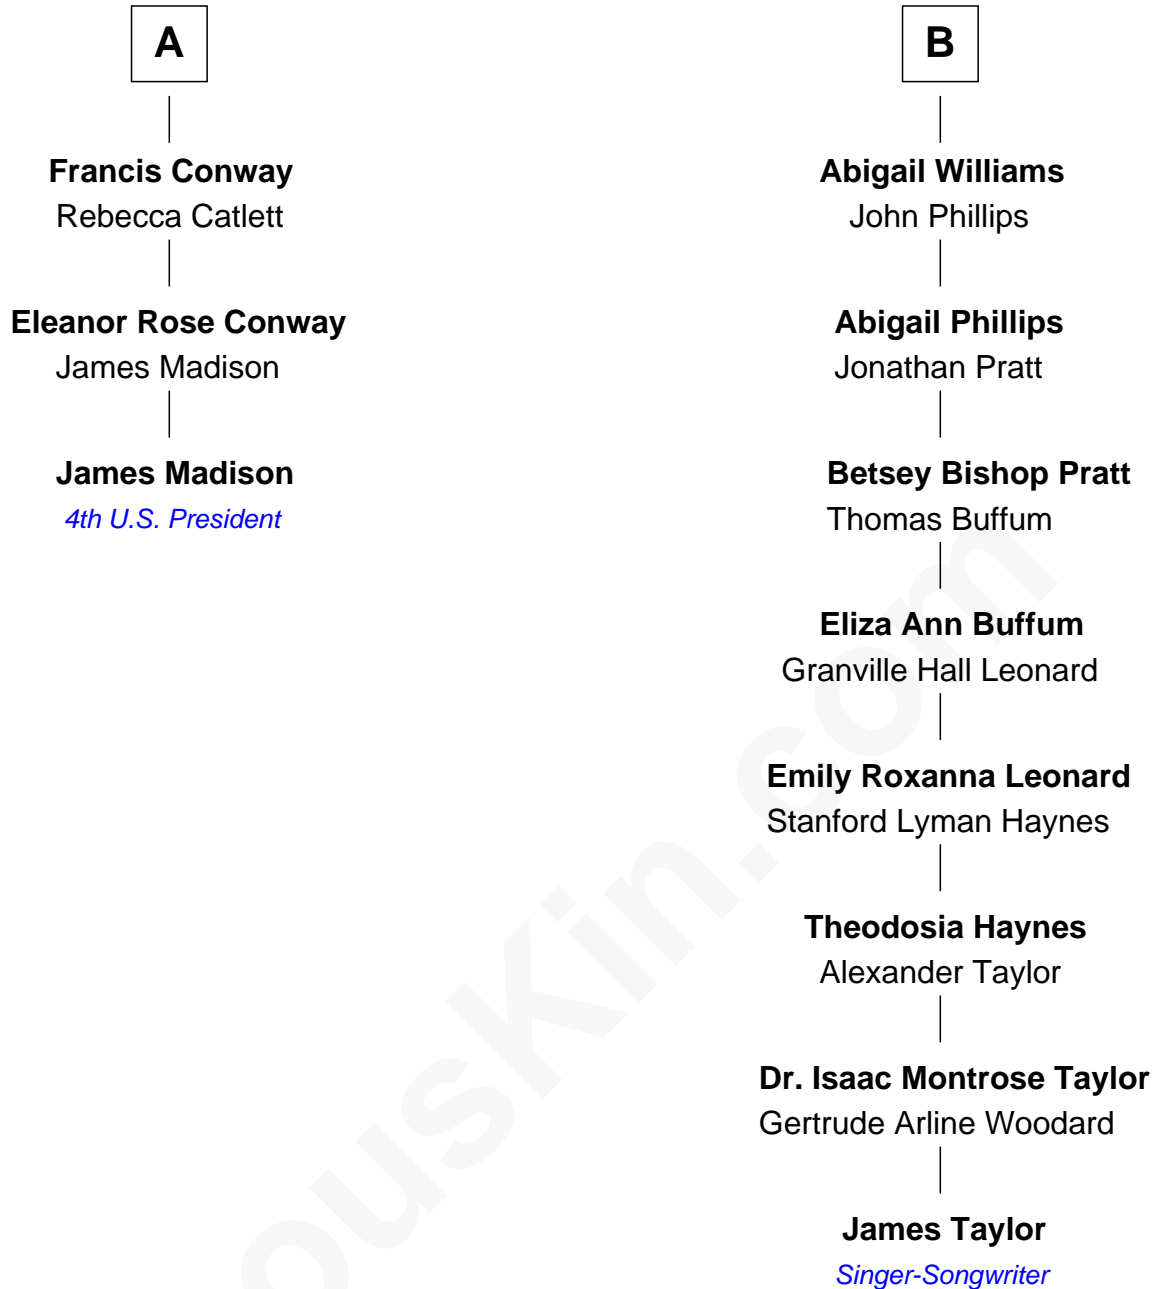 A
Francis Conway
Rebecca Catlett
Eleanor Rose Conway
James Madison
James Madison
4th U.S. President
B
Abigail Williams
John Phillips
Abigail Phillips
Jonathan Pratt
Betsey Bishop Pratt
Thomas Buffum
Eliza Ann Buffum
Granville Hall Leonard
Emily Roxanna Leonard
Stanford Lyman Haynes
Theodosia Haynes
Alexander Taylor
Dr. Isaac Montrose Taylor
Gertrude Arline Woodard
James Taylor
Singer-Songwriter
ousKin.com